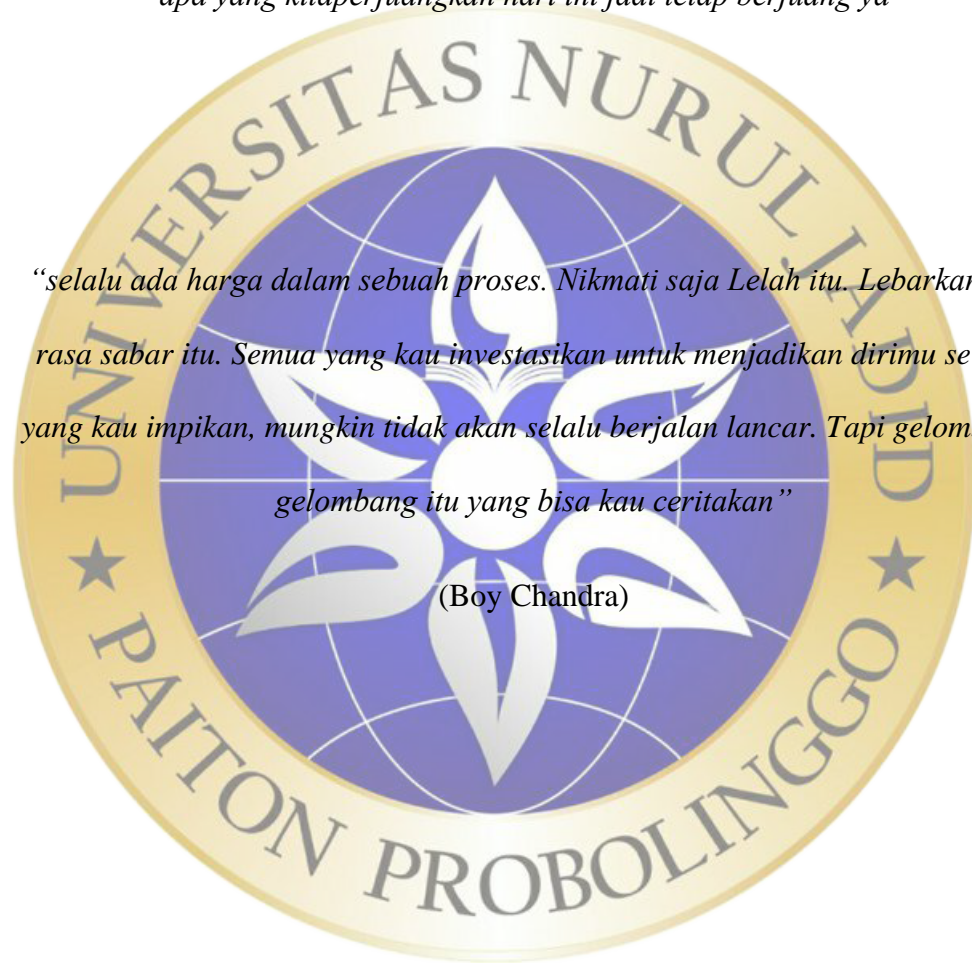 apa yang kitaperjuangkan hari ini jadi tetap berjuang ya”
UNIVERSITAS NURUL JADID
“selalu ada harga dalam sebuah proses. Nikmati saja Lelah itu. Lebarkan
rasa sabar itu. Semua yang kau investasikan untuk menjadikan dirimu se
yang kau impikan, mungkin tidak akan selalu berjalan lancar. Tapi gelom
gelombang itu yang bisa kau ceritakan”
(Boy Chandra)
PAITON PROBOLINGGO